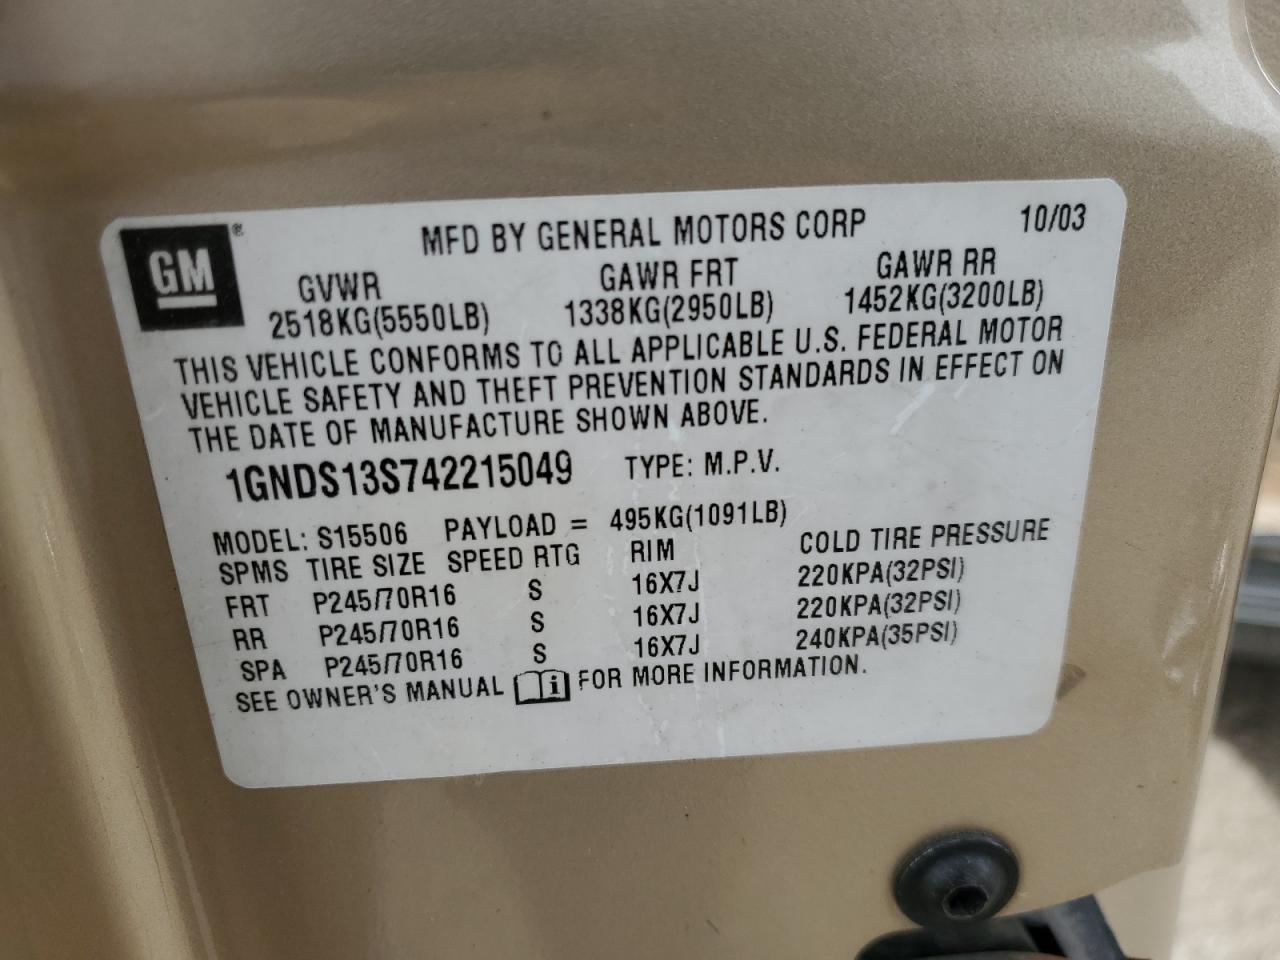 GM ® MFD BY GENERAL MOTORS CORP 10/03
GVWR GAWR FRT GAWR RR
2518KG(5550LB) 1338KG(2950LB) 1452KG(3200LB)
THIS VEHICLE CONFORMS TO ALL APPLICABLE U.S. FEDERAL MOTOR
VEHICLE SAFETY AND THEFT PREVENTION STANDARDS IN EFFECT ON
THE DATE OF MANUFACTURE SHOWN ABOVE.
1GNDS13S742215049 TYPE: M.P.V.
MODEL: S15506 PAYLOAD = 495KG(1091LB)
SPMS TIRE SIZE SPEED RTG RIM COLD TIRE PRESSURE
FRT P245/70R16 S 16X7J 220KPA(32PSI)
RR P245/70R16 S 16X7J 220KPA(32PSI)
SPA P245/70R16 S 16X7J 240KPA(35PSI)
SEE OWNER'S MANUAL i FOR MORE INFORMATION.